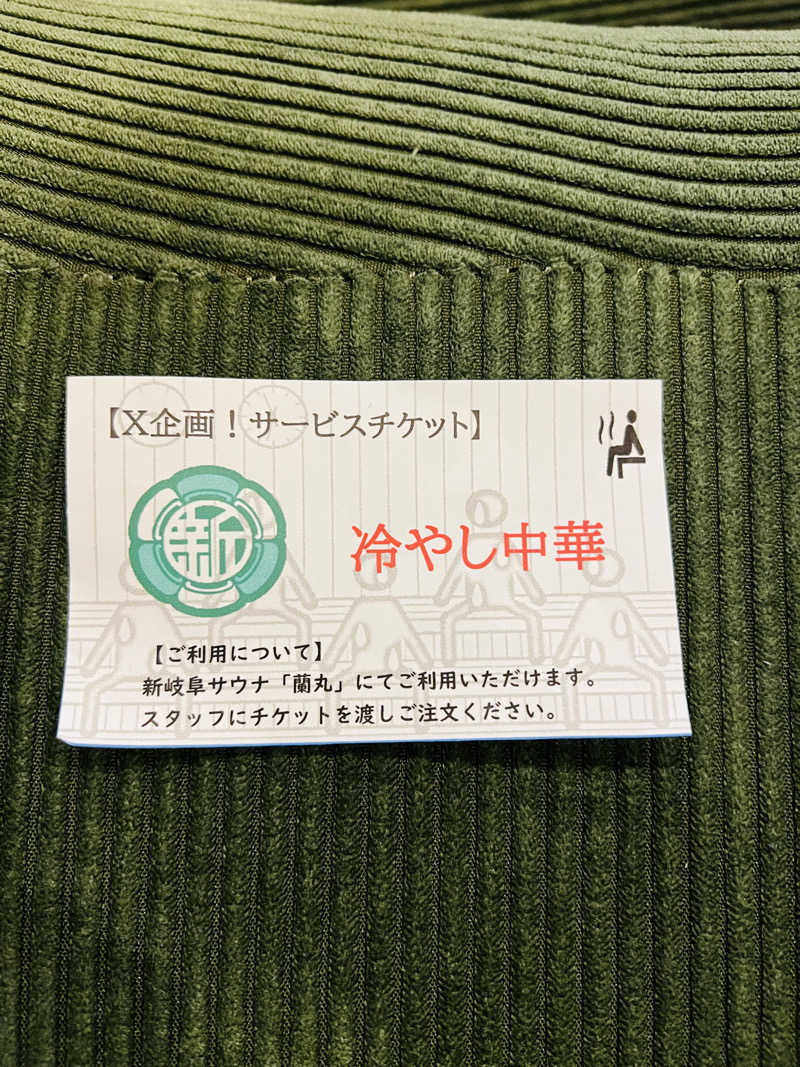 【X企画！サービスチケット】
新
冷やし中華
【ご利用について】
新岐阜サウナ「蘭丸」にてご利用いただけます。
スタッフにチケットを渡しご注文ください。